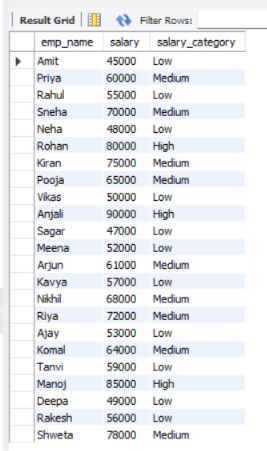 Result Grid Filter Rows:
emp_name salary salary_category
Amit 45000 Low
Priya 60000 Medium
Rahul 55000 Low
Sneha 70000 Medium
Neha 48000 Low
Rohan 80000 High
Kiran 75000 Medium
Pooja 65000 Medium
Vikas 50000 Low
Anjali 90000 High
Sagar 47000 Low
Meena 52000 Low
Arjun 61000 Medium
Kavya 57000 Low
Nikhil 68000 Medium
Riya 72000 Medium
Ajay 53000 Low
Komal 64000 Medium
Tanvi 59000 Low
Manoj 85000 High
Deepa 49000 Low
Rakesh 56000 Low
Shweta 78000 Medium